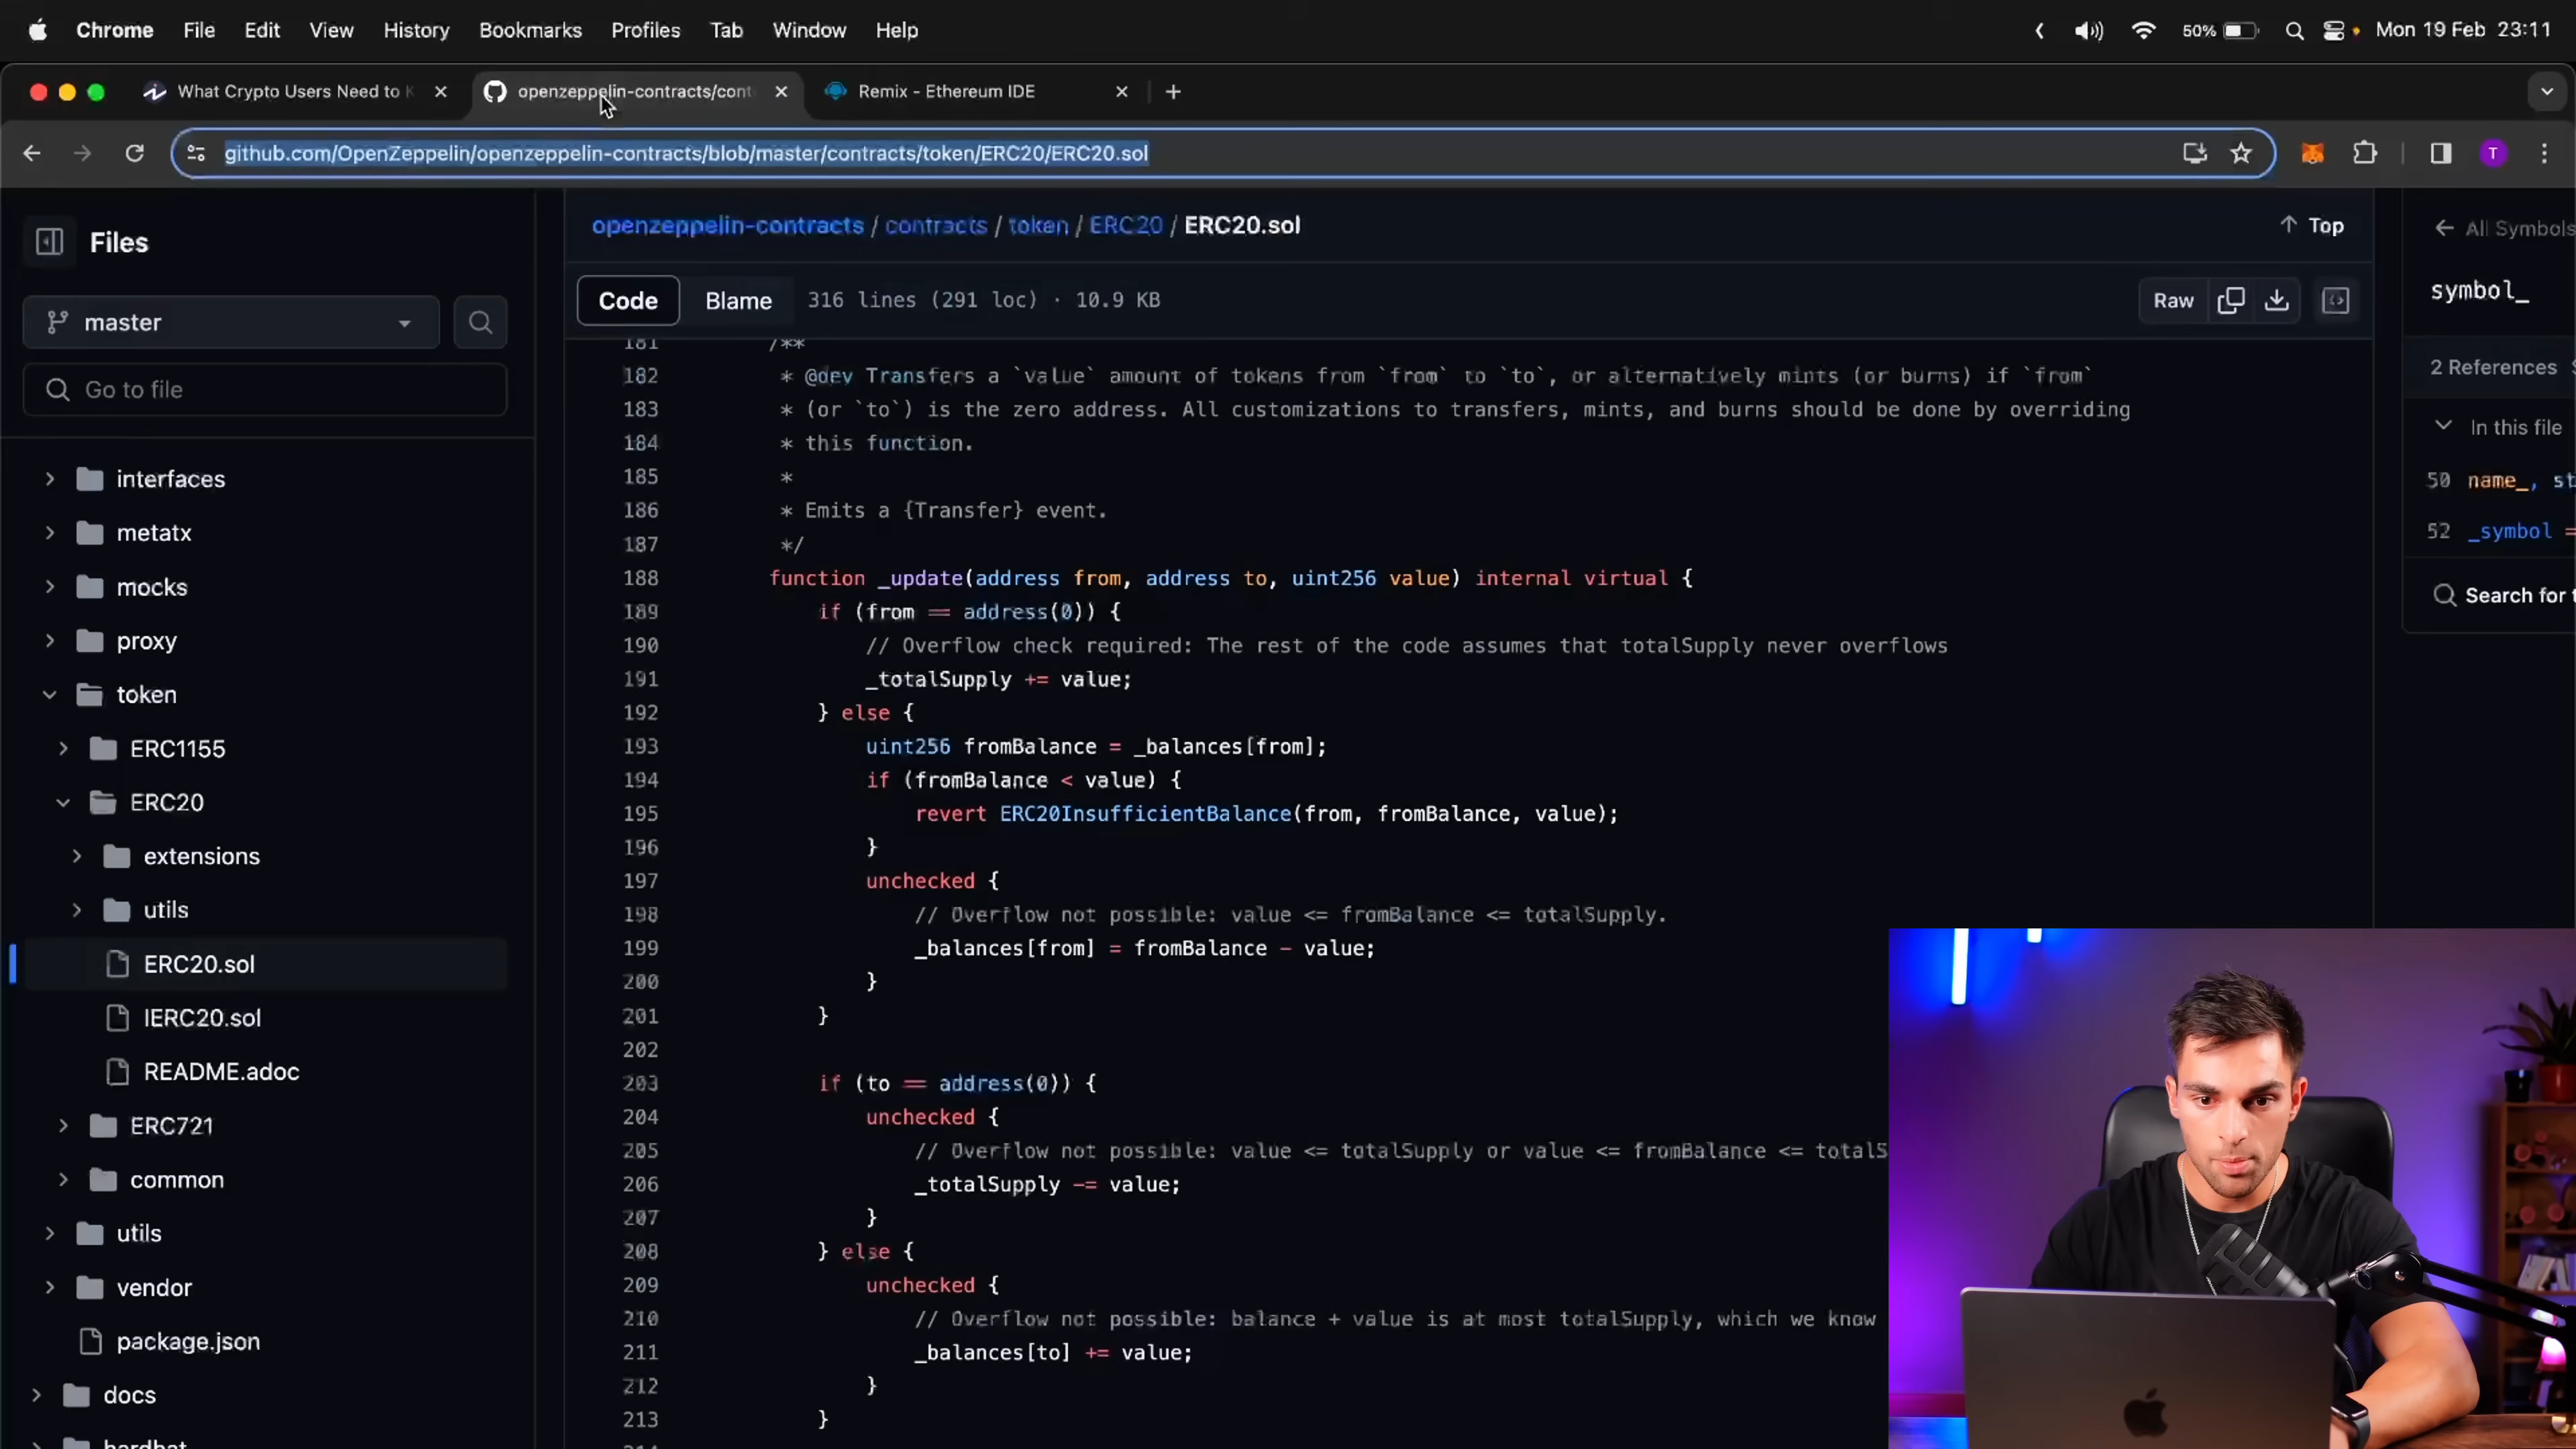 Chrome File Edit View History Bookmarks Profiles Tab Window Help 50% Mon 19 Feb 23:11
What Crypto Users Need to K openzeppelin-contracts/cont Remix - Ethereum IDE
github.com/OpenZeppelin/openzeppelin-contracts/blob/master/contracts/token/ERC20/ERC20.sol T
Files
master
Go to file
interfaces
metatx
mocks
proxy
token
ERC1155
ERC20
extensions
utils
ERC20.sol
IERC20.sol
README.adoc
ERC721
common
utils
vendor
package.json
docs
hardhat
openzeppelin-contracts / contracts / token / ERC20 / ERC20.sol Top
Code Blame 316 lines (291 loc) · 10.9 KB Raw
181 /**
182 * @dev Transfers a `value` amount of tokens from `from` to `to`, or alternatively mints (or burns) if `from`
183 * (or `to`) is the zero address. All customizations to transfers, mints, and burns should be done by overriding
184 * this function.
185 *
186 * Emits a {Transfer} event.
187 */
188 function _update(address from, address to, uint256 value) internal virtual {
189 if (from == address(0)) {
190 // Overflow check required: The rest of the code assumes that totalSupply never overflows
191 _totalSupply += value;
192 } else {
193 uint256 fromBalance = _balances[from];
194 if (fromBalance < value) {
195 revert ERC20InsufficientBalance(from, fromBalance, value);
196 }
197 unchecked {
198 // Overflow not possible: value <= fromBalance <= totalSupply.
199 _balances[from] = fromBalance - value;
200 }
201 }
202
203 if (to == address(0)) {
204 unchecked {
205 // Overflow not possible: value <= totalSupply or value <= fromBalance <= totalS
206 _totalSupply -= value;
207 }
208 } else {
209 unchecked {
210 // Overflow not possible: balance + value is at most totalSupply, which we know
211 _balances[to] += value;
212 }
213 }
All Symbols
symbol_
2 References
In this file
50 name_, st
52 _symbol =
Search for t